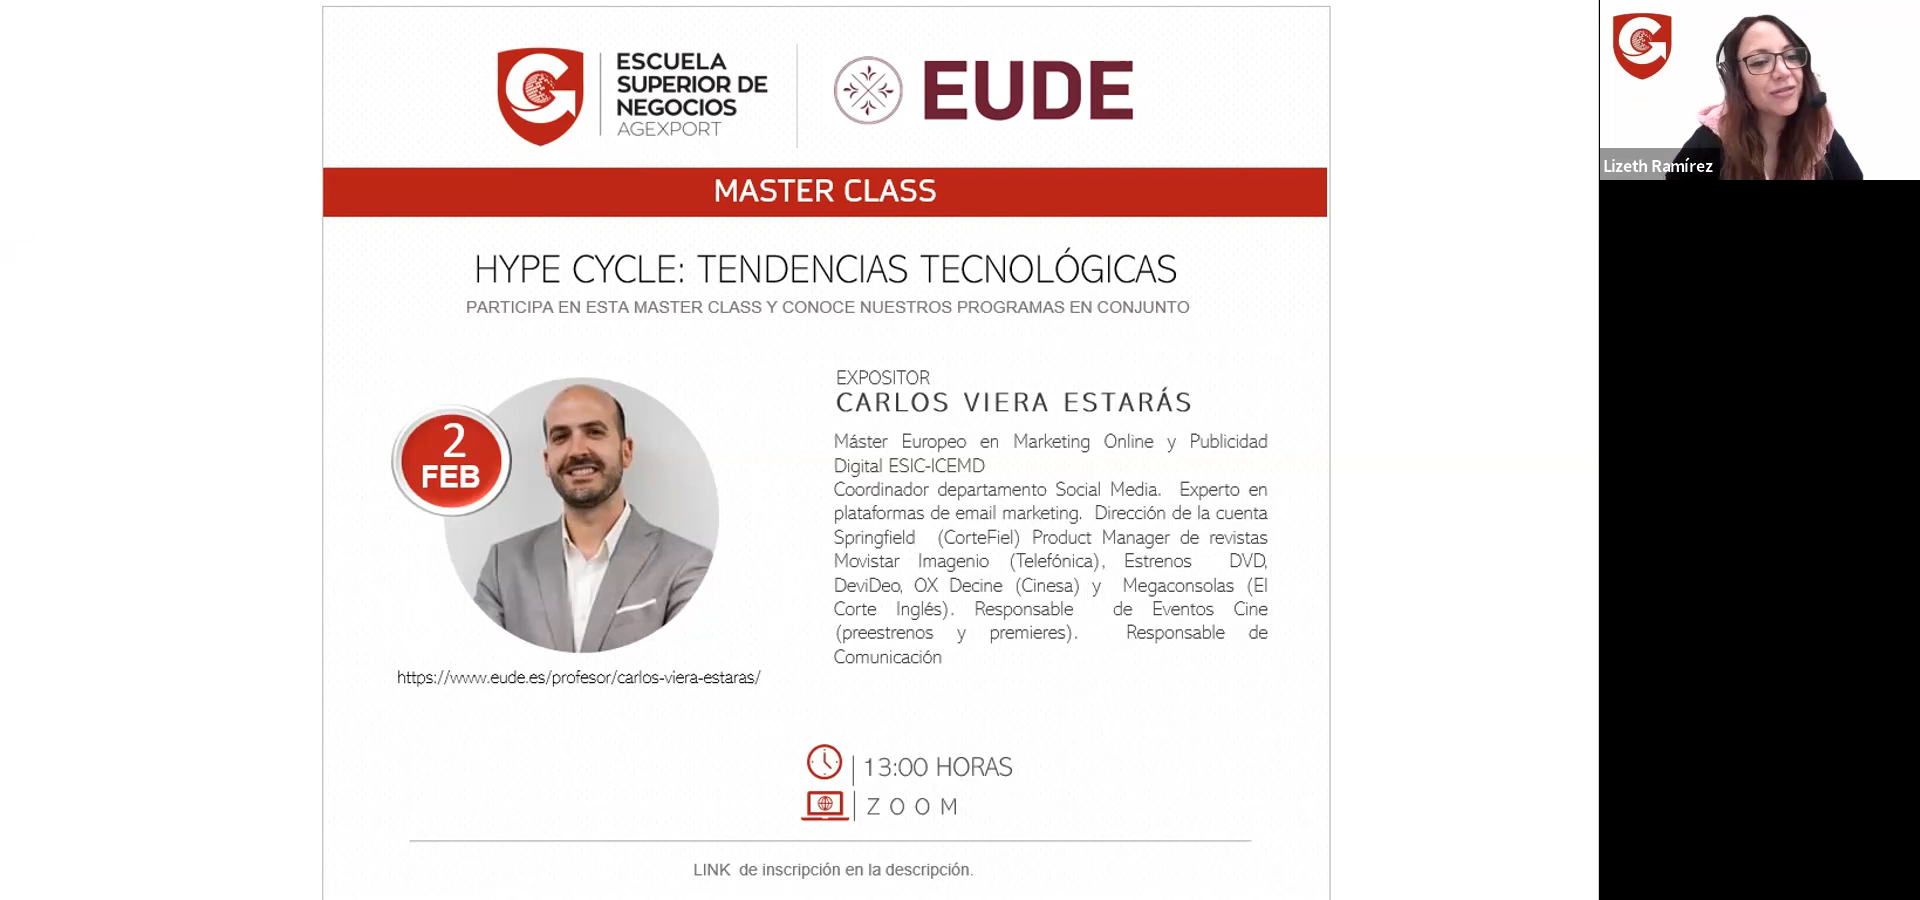 ESCUELA
SUPERIOR DE
NEGOCIOS
AGEXPORT
EUDE
MASTER CLASS
HYPE CYCLE: TENDENCIAS TECNOLÓGICAS
PARTICIPA EN ESTA MASTER CLASS Y CONOCE NUESTROS PROGRAMAS EN CONJUNTO
2
FEB
https://www.eude.es/profesor/carlos-viera-estaras/
EXPOSITOR
CARLOS VIERA ESTARÁS
Máster Europeo en Marketing Online y Publicidad
Digital ESIC-ICEMD
Coordinador departamento Social Media. Experto en
plataformas de email marketing. Dirección de la cuenta
Springfield (CorteFiel) Product Manager de revistas
Movistar Imagenio (Telefónica), Estrenos DVD,
DeviDeo, OX Decine (Cinesa) y Megaconsolas (El
Corte Inglés). Responsable de Eventos Cine
(preestrenos y premieres). Responsable de
Comunicación
13:00 HORAS
ZOOM
LINK de inscripción en la descripción.
Lizeth Ramírez